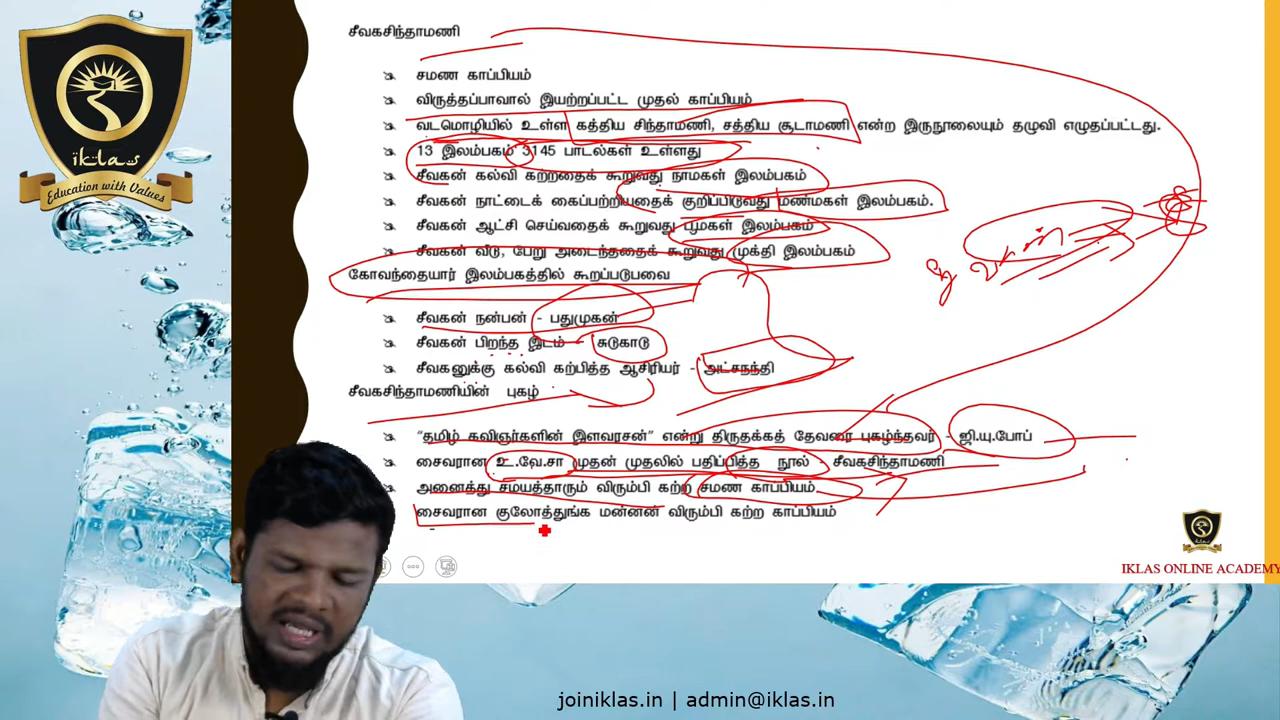 iklas
Education with Values
சீவகசிந்தாமணி
சமண காப்பியம்
விருத்தப்பாவால் இயற்றப்பட்ட முதல் காப்பியம்
வடமொழியில் உள்ள கத்திய சிந்தாமணி, சத்திய சூடாமணி என்ற இருநூலையும் தழுவி எழுதப்பட்டது.
13 இலம்பகம் 3145 பாடல்கள் உள்ளது
சீவகன் கல்வி கற்றதைக் கூறுவது நாமகள் இலம்பகம்
சீவகன் நாட்டைக் கைப்பற்றியதைக் குறிப்பிடுவது மண்மகள் இலம்பகம்.
சீவகன் ஆட்சி செய்வதைக் கூறுவது பூமகள் இலம்பகம்
சீவகன் வீடு, பேறு அடைந்ததைக் கூறுவது முக்தி இலம்பகம்
கோவந்தையார் இலம்பகத்தில் கூறப்படுபவை
சீவகன் நன்பன் - பதுமுகன்
சீவகன் பிறந்த இடம் - சுடுகாடு
சீவகனுக்கு கல்வி கற்பித்த ஆசிரியர் - அட்சநந்தி
சீவகசிந்தாமணியின் புகழ்
"தமிழ் கவிஞர்களின் இளவரசன்" என்று திருதக்கத் தேவரை புகழ்ந்தவர் - ஜி.யு.போப்
சைவரான உ.வே.சா முதன் முதலில் பதிப்பித்த நூல் - சீவகசிந்தாமணி
அனைத்து சமயத்தாரும் விரும்பி கற்ற சமண காப்பியம்
சைவரான குலோத்துங்க மன்னன் விரும்பி கற்ற காப்பியம்
iklas
IKLAS ONLINE ACADEMY
joiniklas.in | admin@iklas.in